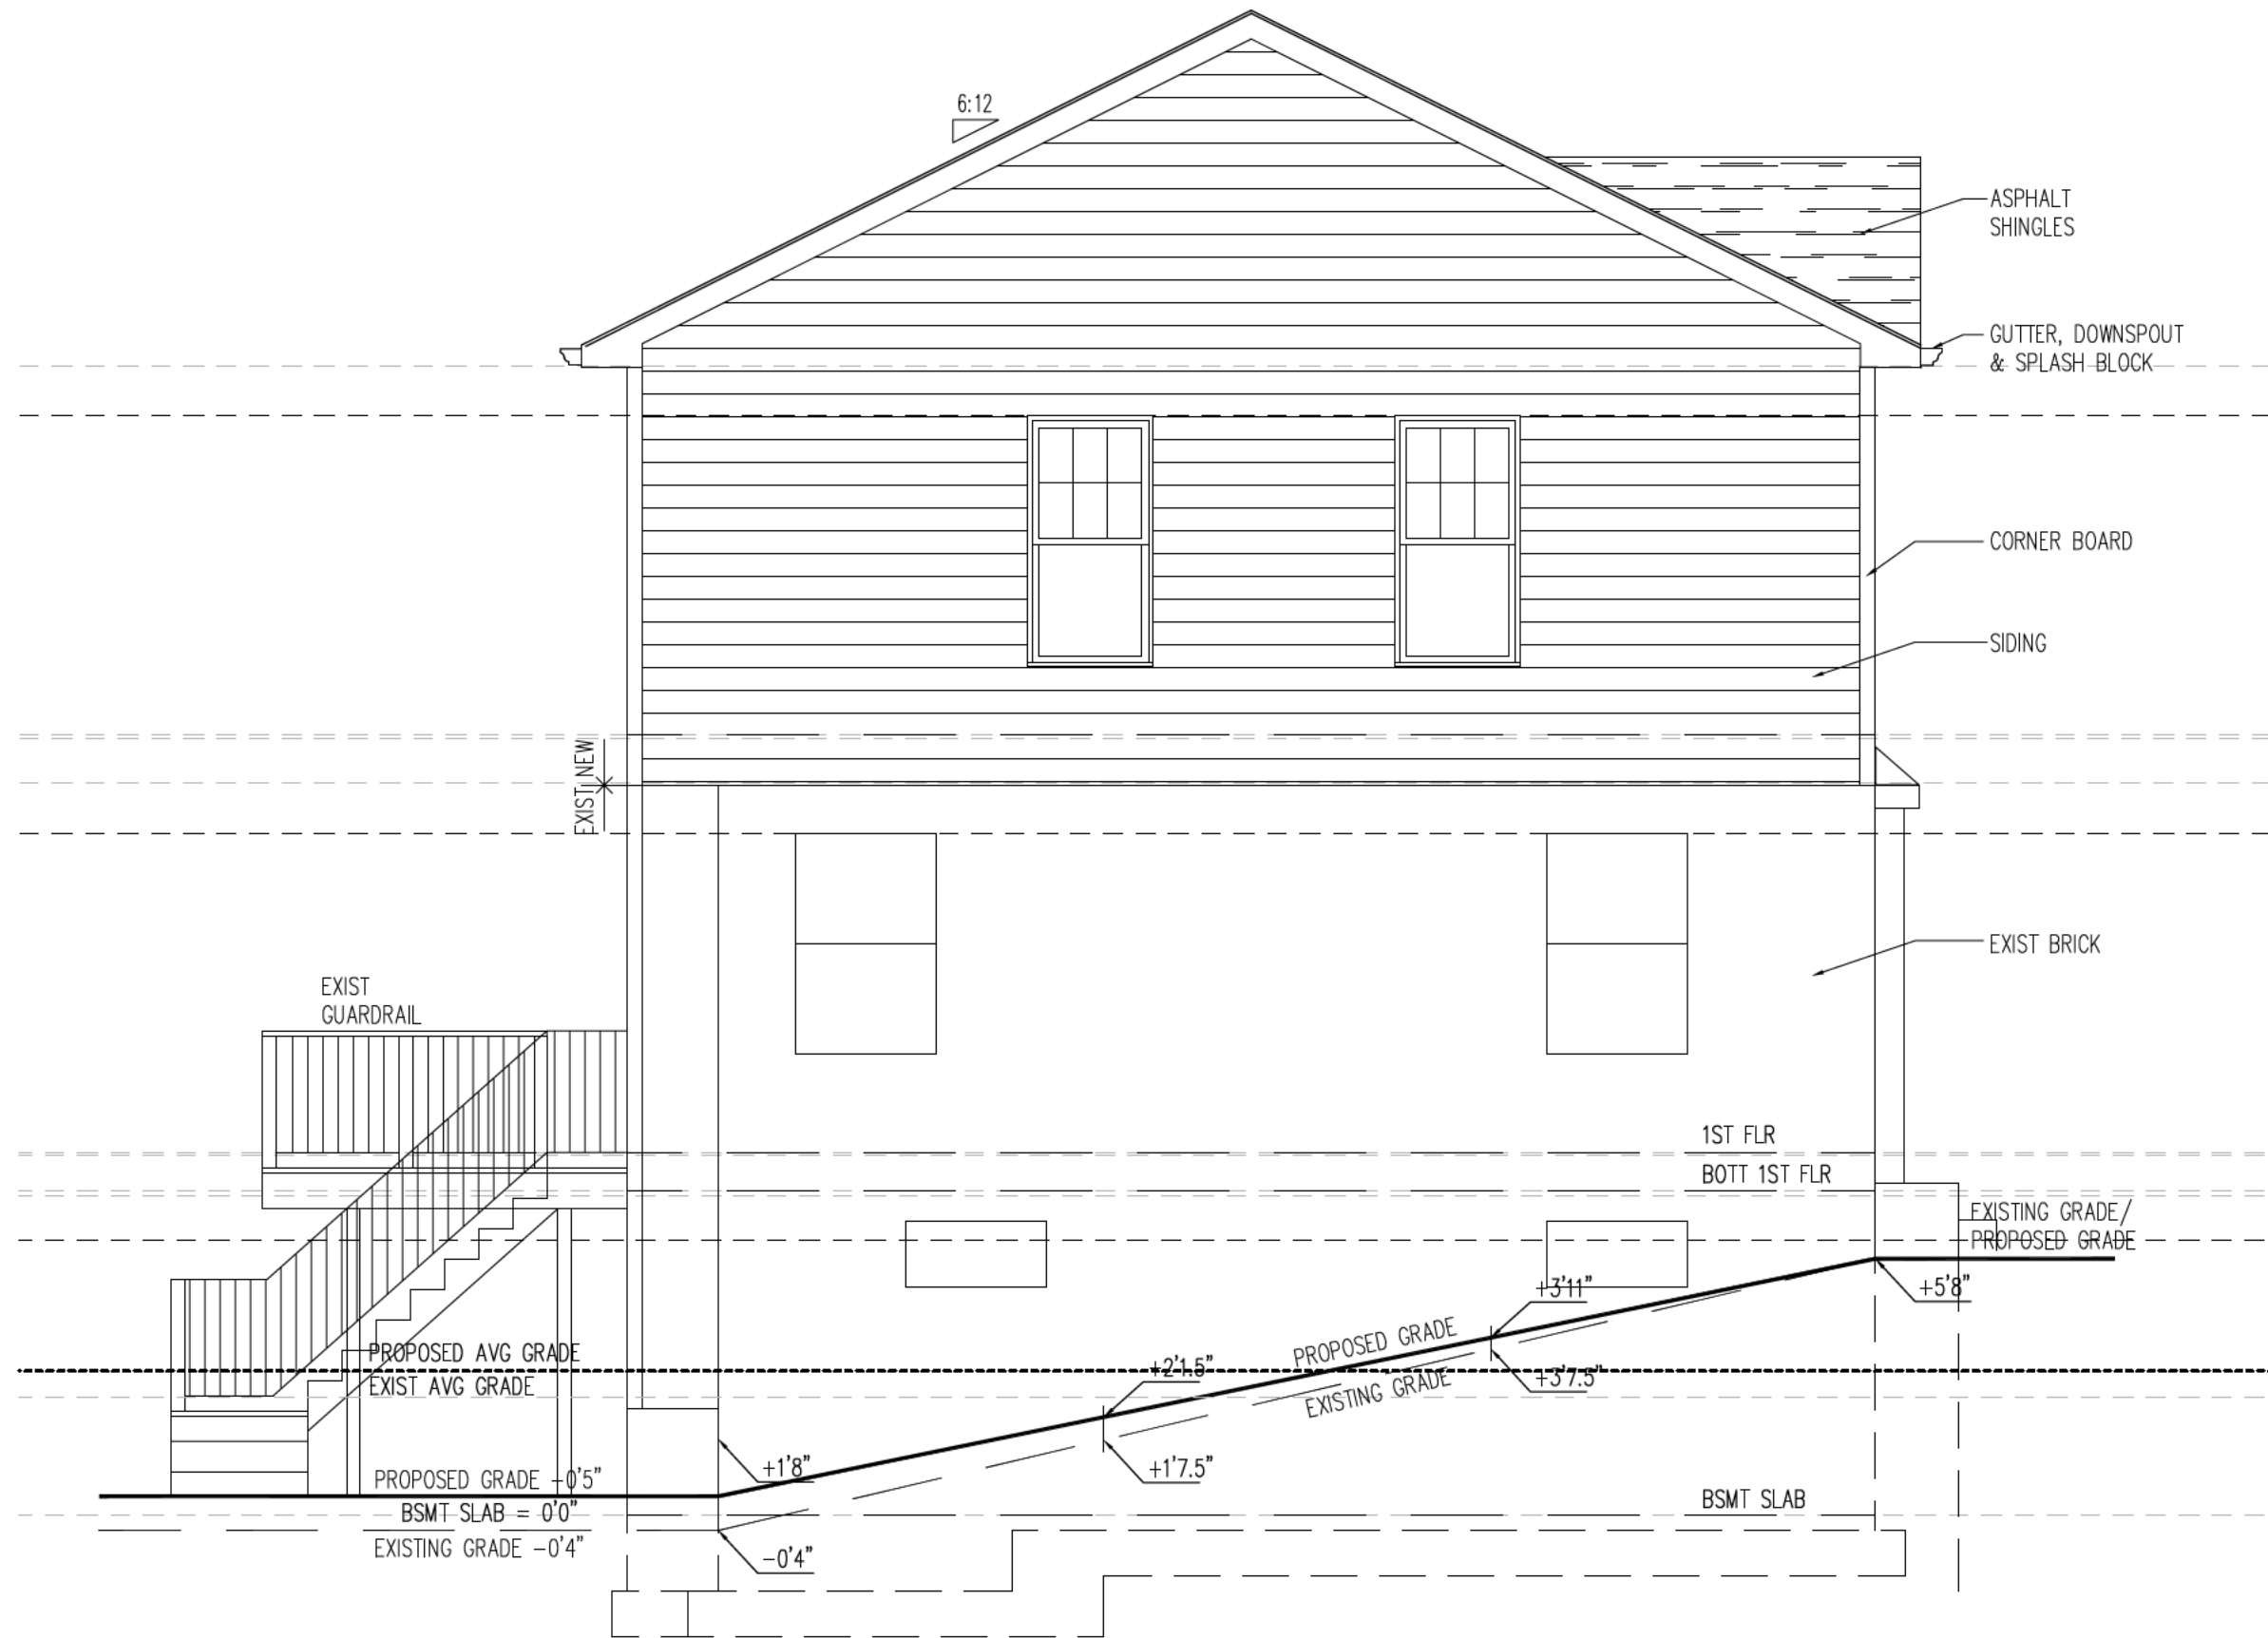 6:12
ASPHALT
SHINGLES
GUTTER, DOWNSPOUT
& SPLASH BLOCK
CORNER BOARD
SIDING
NEW
EXIST
EXIST BRICK
EXIST
GUARDRAIL
1ST FLR
BOTT 1ST FLR
EXISTING GRADE/
PROPOSED GRADE
+5'8"
+3'11"
PROPOSED GRADE
PROPOSED AVG GRADE
+2'1.5"
+3'7.5"
EXIST AVG GRADE
EXISTING GRADE
+1'8"
+1'7.5"
PROPOSED GRADE -0'5"
BSMT SLAB
BSMT SLAB = 0'0"
EXISTING GRADE -0'4"
-0'4"